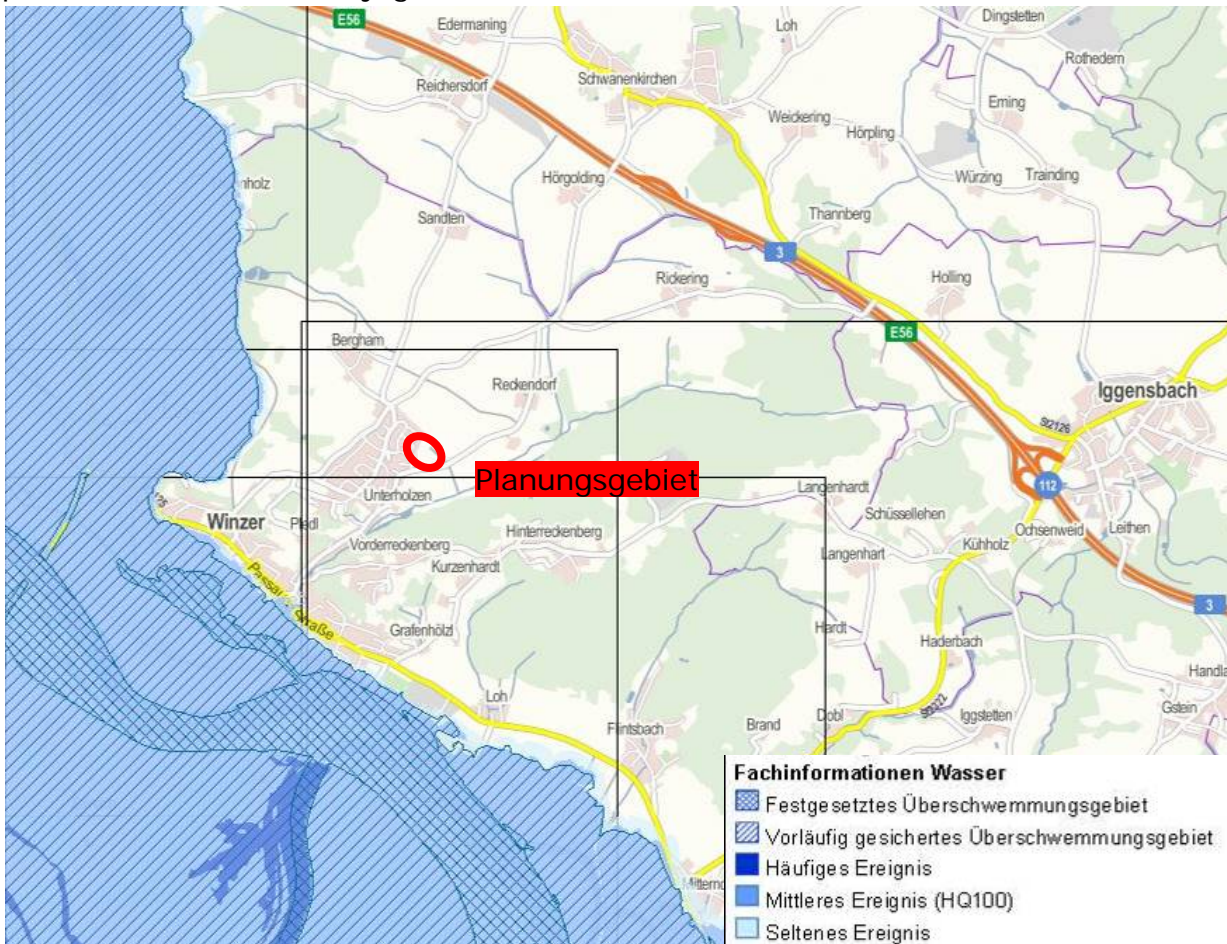 E56
Edermaning
Loh
Dingstetten
Rothedern
Schwanenkirchen
Reichersdorf
Weickering
Eming
Hörpling
Hörgolding
Würzing
Trainding
nholz
Sandten
Thannberg
3
Rickering
Holling
E56
Bergham
Reckendorf
Iggensbach
St2126
Planungsgebiet
Unterholzen
Langenhardt
112
Winzer
Schüssellehen
Ochsenweid
Leithen
Hinterreckenberg
Vorderreckenberg
Kühholz
Langenhart
Kurzenhardt
3
Passauer Straße
Grafenhölzl
Hardt
Haderbach
Handla
Loh
Gstein
Flintsbach
Brand
Dobl
Iggstetten
Fachinformationen Wasser
Festgesetztes Überschwemmungsgebiet
Vorläufig gesichertes Überschwemmungsgebiet
Häufiges Ereignis
Mittleres Ereignis (HQ100)
Seltenes Ereignis